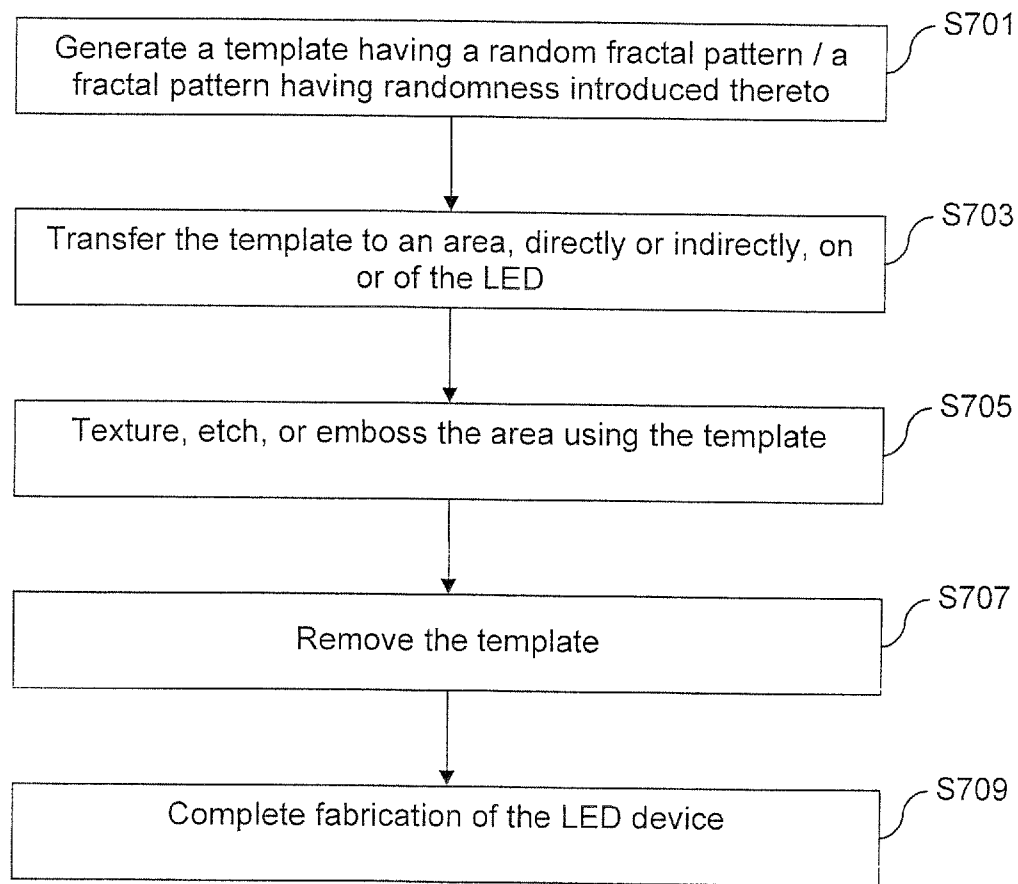 S701
Generate a template having a random fractal pattern / a
fractal pattern having randomness introduced thereto
S703
Transfer the template to an area, directly or indirectly, on
or of the LED
S705
Texture, etch, or emboss the area using the template
S707
Remove the template
S709
Complete fabrication of the LED device